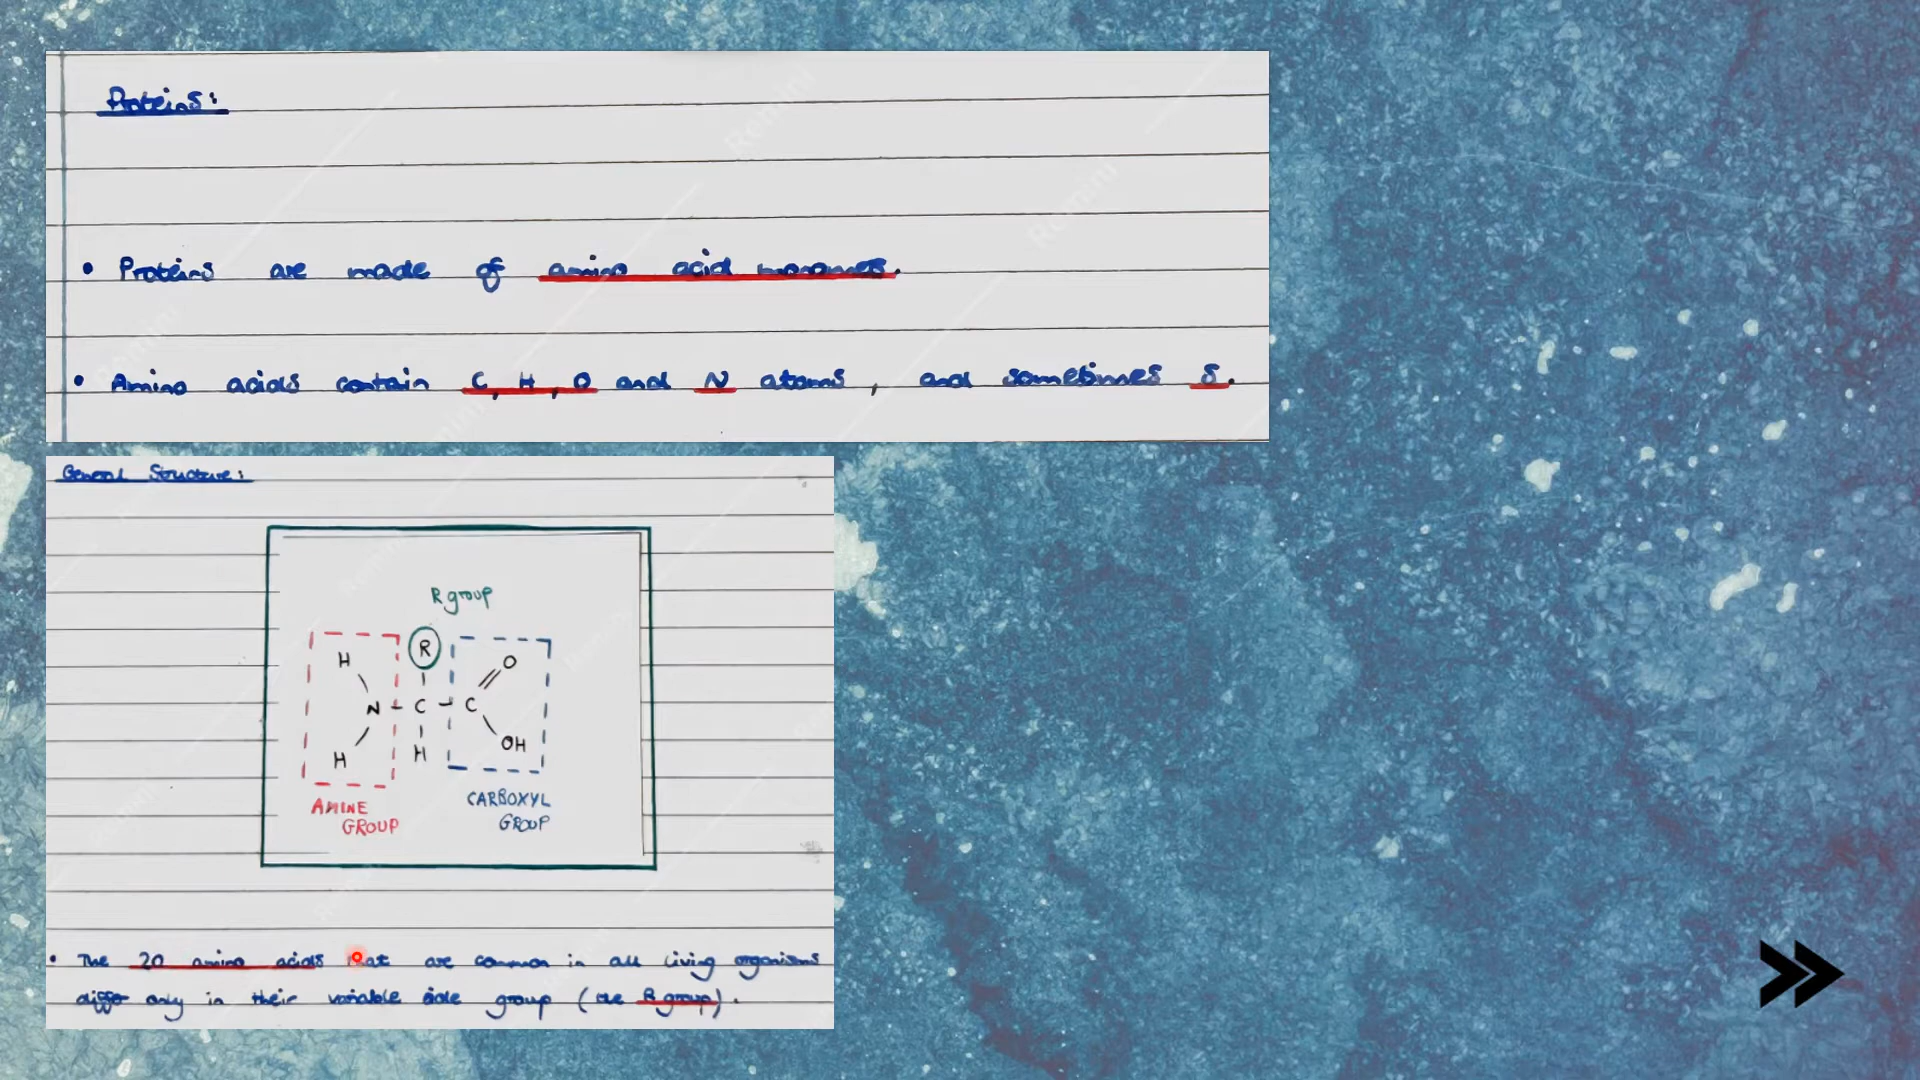 Proteins:
• Proteins are made of amino acid monomers.
• Amino acids contain C, H, O and N atoms, and sometimes S.
General Structure:
R group
R
H
O
N - C - C
H
H
OH
AMINE
GROUP
CARBOXYL
GROUP
• The 20 amino acids that are common in all living organisms
differ only in their variable side group (the R group).
Remini
Remini